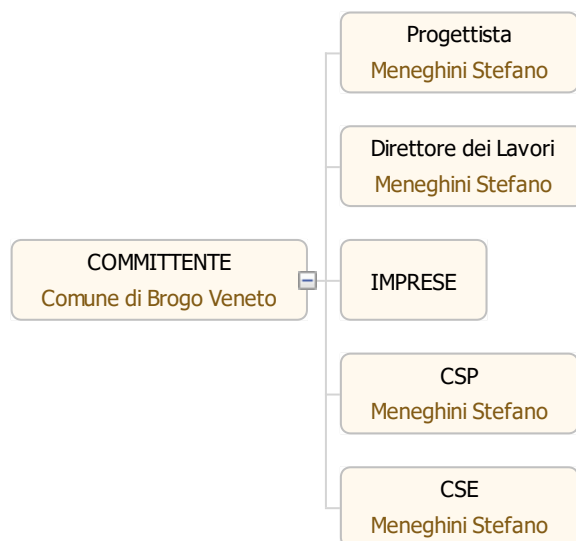 Progettista
Meneghini Stefano
Direttore dei Lavori
Meneghini Stefano
COMMITTENTE
Comune di Brogo Veneto
IMPRESE
CSP
Meneghini Stefano
CSE
Meneghini Stefano